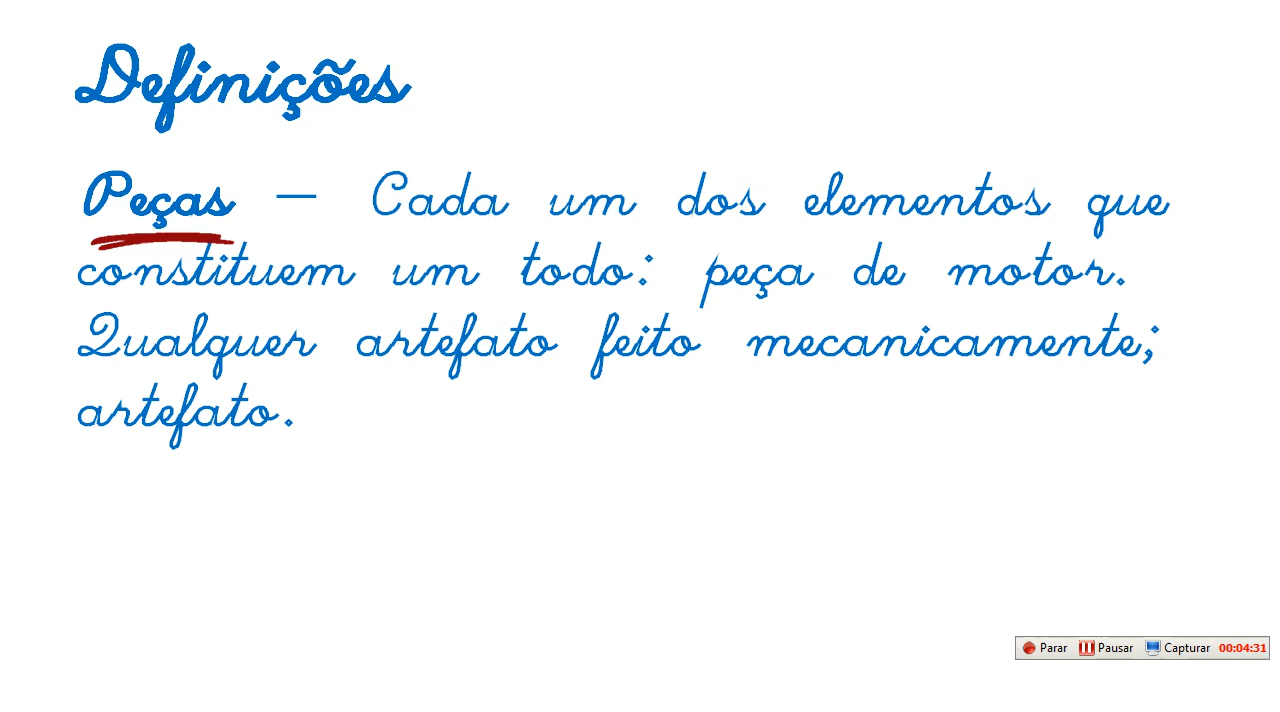 Definições
Peças – Cada um dos elementos que
constituem um todo: peça de motor.
Qualquer artefato feito mecanicamente;
artefato.
Parar Pausar Capturar 00:04:31